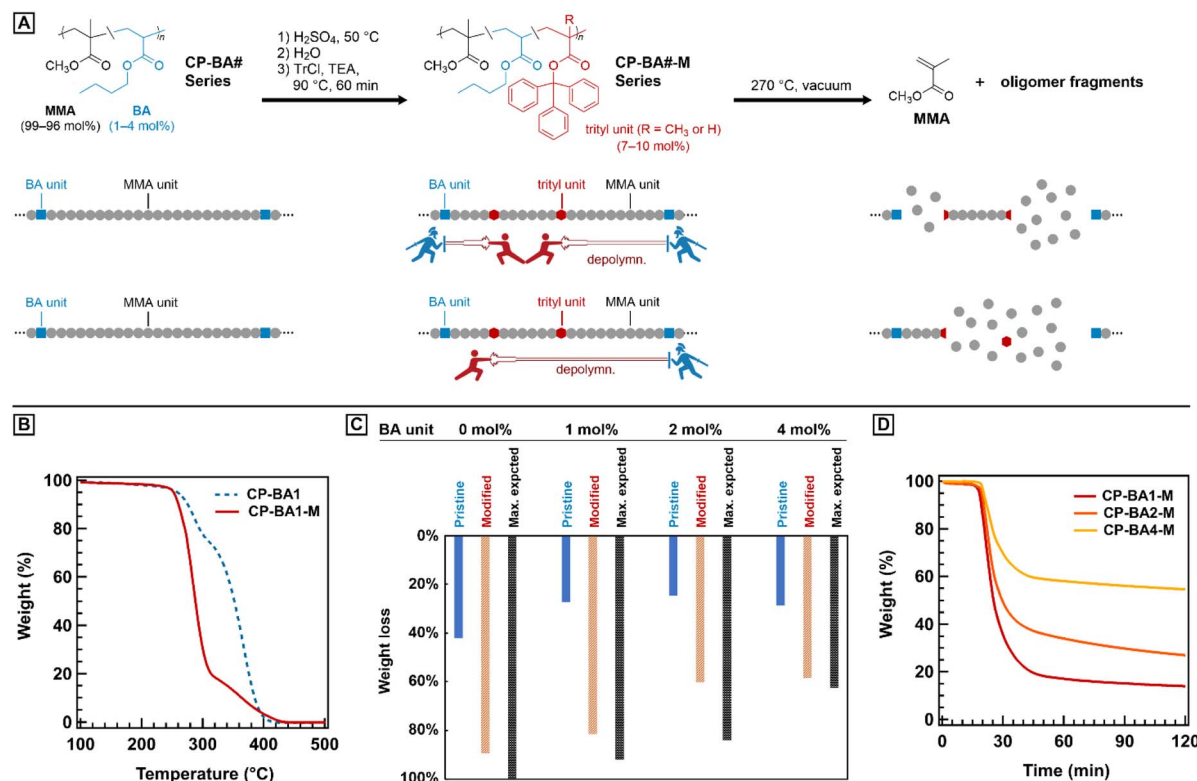 A
CH₃O
O
O
O
n
MMA
(99–96 mol%)
BA
(1–4 mol%)
CP-BA#
Series
1) H₂SO₄, 50 °C
2) H₂O
3) TrCl, TEA,
90 °C, 60 min
R
n
CH₃O
O
O
O
O
O
CP-BA#-M
Series
trityl unit (R = CH₃ or H)
(7–10 mol%)
270 °C, vacuum
CH₃O
O
MMA
+ oligomer fragments
BA unit
MMA unit
BA unit
trityl unit
MMA unit
depolymn.
BA unit
MMA unit
BA unit
trityl unit
MMA unit
depolymn.
B
100
80
60
40
20
0
Weight (%)
CP-BA1
CP-BA1-M
100
200
300
400
500
Temperature (°C)
C
BA unit
0 mol%
1 mol%
2 mol%
4 mol%
Pristine
Modified
Max. expcted
Pristine
Modified
Max. expcted
Pristine
Modified
Max. expcted
Pristine
Modified
Max. expcted
0%
20%
40%
60%
80%
100%
Weight loss
D
100
80
60
40
20
0
Weight (%)
CP-BA1-M
CP-BA2-M
CP-BA4-M
0
30
60
90
120
Time (min)